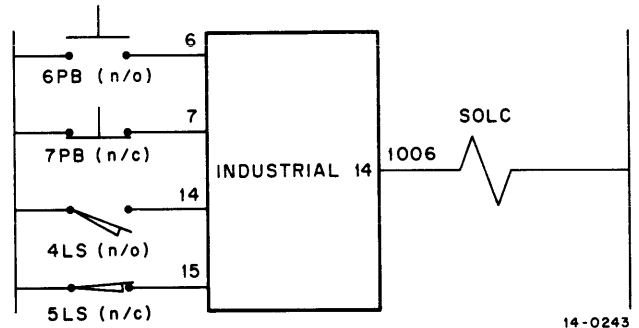 6
6PB (n/o)
7
7PB (n/c)
14
4LS (n/o)
15
5LS (n/c)
INDUSTRIAL 14
1006
SOLC
14-0243